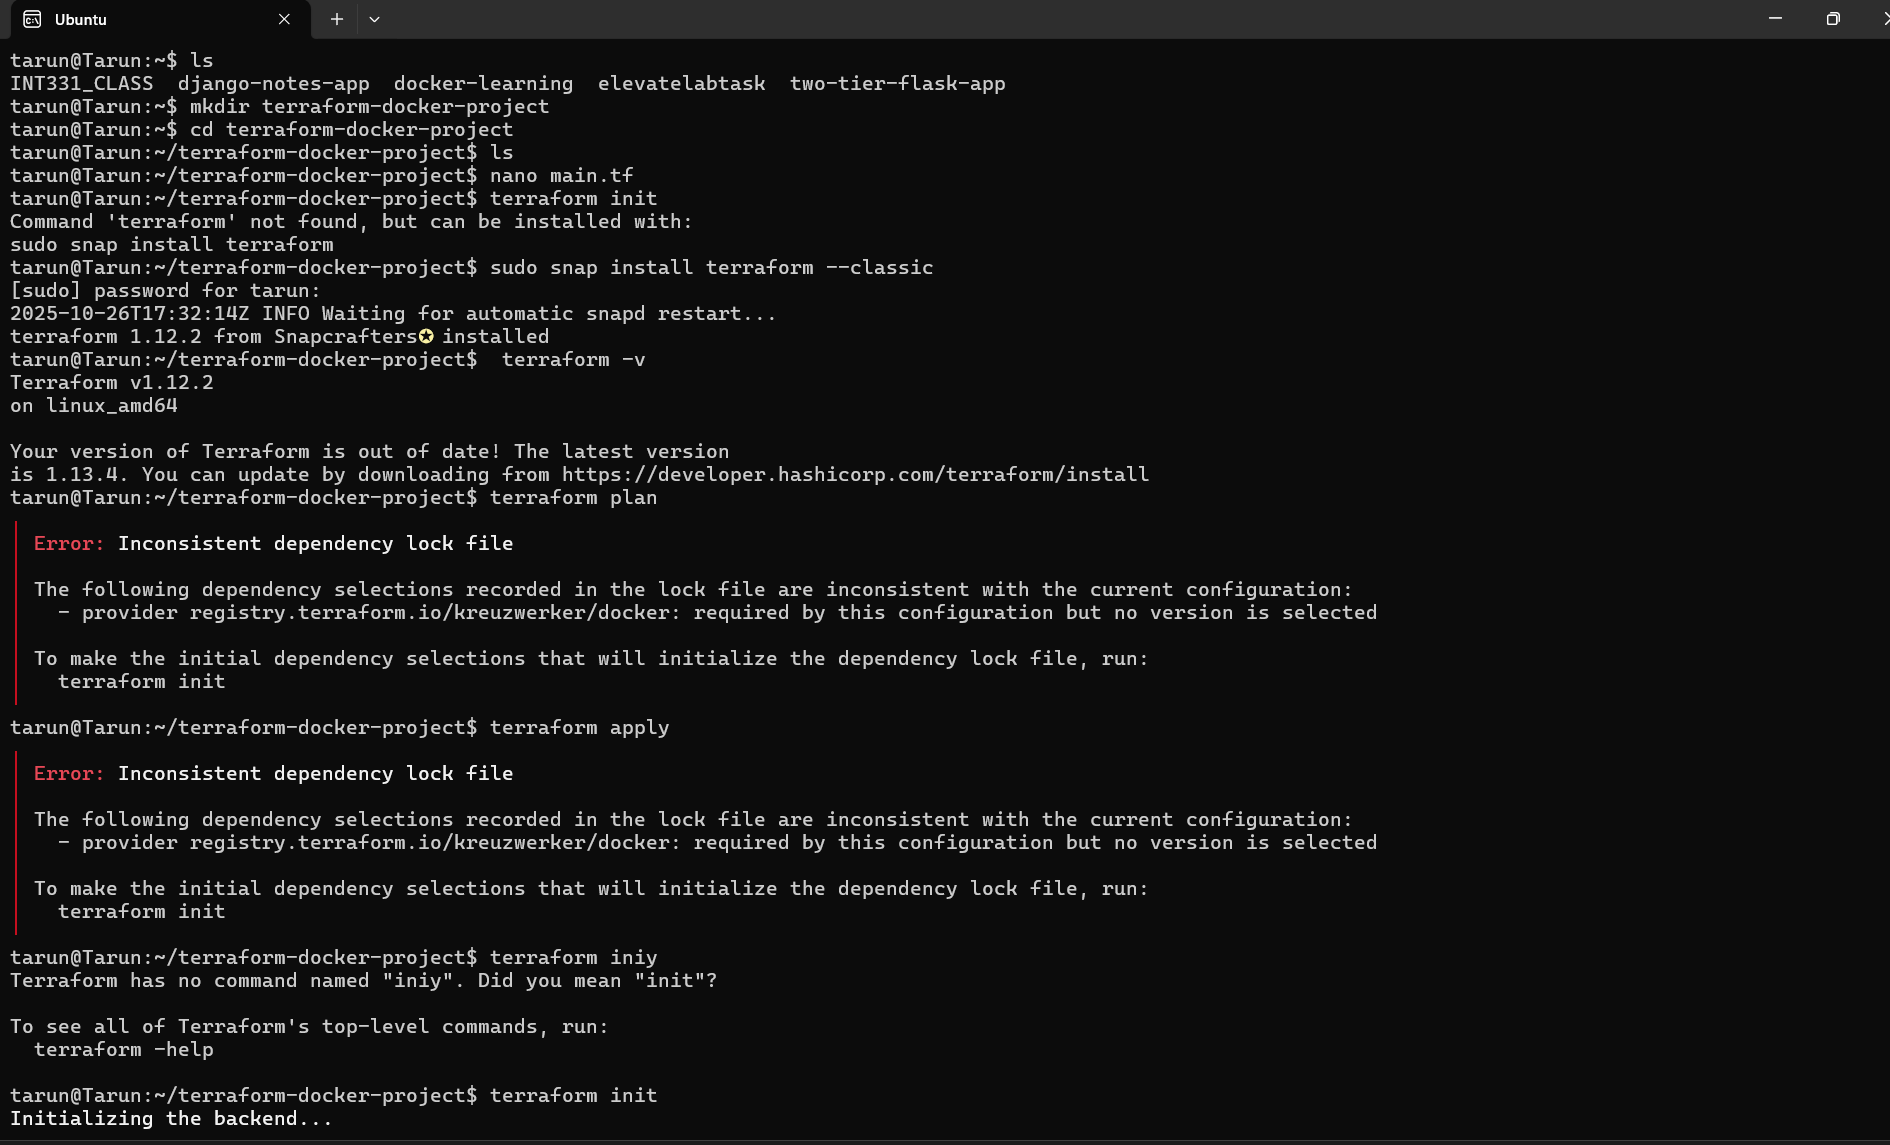 Ubuntu
tarun@Tarun:~$ ls
INT331_CLASS  django-notes-app  docker-learning  elevatelabtask  two-tier-flask-app
tarun@Tarun:~$ mkdir terraform-docker-project
tarun@Tarun:~$ cd terraform-docker-project
tarun@Tarun:~/terraform-docker-project$ ls
tarun@Tarun:~/terraform-docker-project$ nano main.tf
tarun@Tarun:~/terraform-docker-project$ terraform init
Command 'terraform' not found, but can be installed with:
sudo snap install terraform
tarun@Tarun:~/terraform-docker-project$ sudo snap install terraform --classic
[sudo] password for tarun:
2025-10-26T17:32:14Z INFO Waiting for automatic snapd restart...
terraform 1.12.2 from Snapcrafters✪ installed
tarun@Tarun:~/terraform-docker-project$  terraform -v
Terraform v1.12.2
on linux_amd64
Your version of Terraform is out of date! The latest version
is 1.13.4. You can update by downloading from https://developer.hashicorp.com/terraform/install
tarun@Tarun:~/terraform-docker-project$ terraform plan
Error: Inconsistent dependency lock file
The following dependency selections recorded in the lock file are inconsistent with the current configuration:
- provider registry.terraform.io/kreuzwerker/docker: required by this configuration but no version is selected
To make the initial dependency selections that will initialize the dependency lock file, run:
terraform init
tarun@Tarun:~/terraform-docker-project$ terraform apply
Error: Inconsistent dependency lock file
The following dependency selections recorded in the lock file are inconsistent with the current configuration:
- provider registry.terraform.io/kreuzwerker/docker: required by this configuration but no version is selected
To make the initial dependency selections that will initialize the dependency lock file, run:
terraform init
tarun@Tarun:~/terraform-docker-project$ terraform iniy
Terraform has no command named "iniy". Did you mean "init"?
To see all of Terraform's top-level commands, run:
terraform -help
tarun@Tarun:~/terraform-docker-project$ terraform init
Initializing the backend...